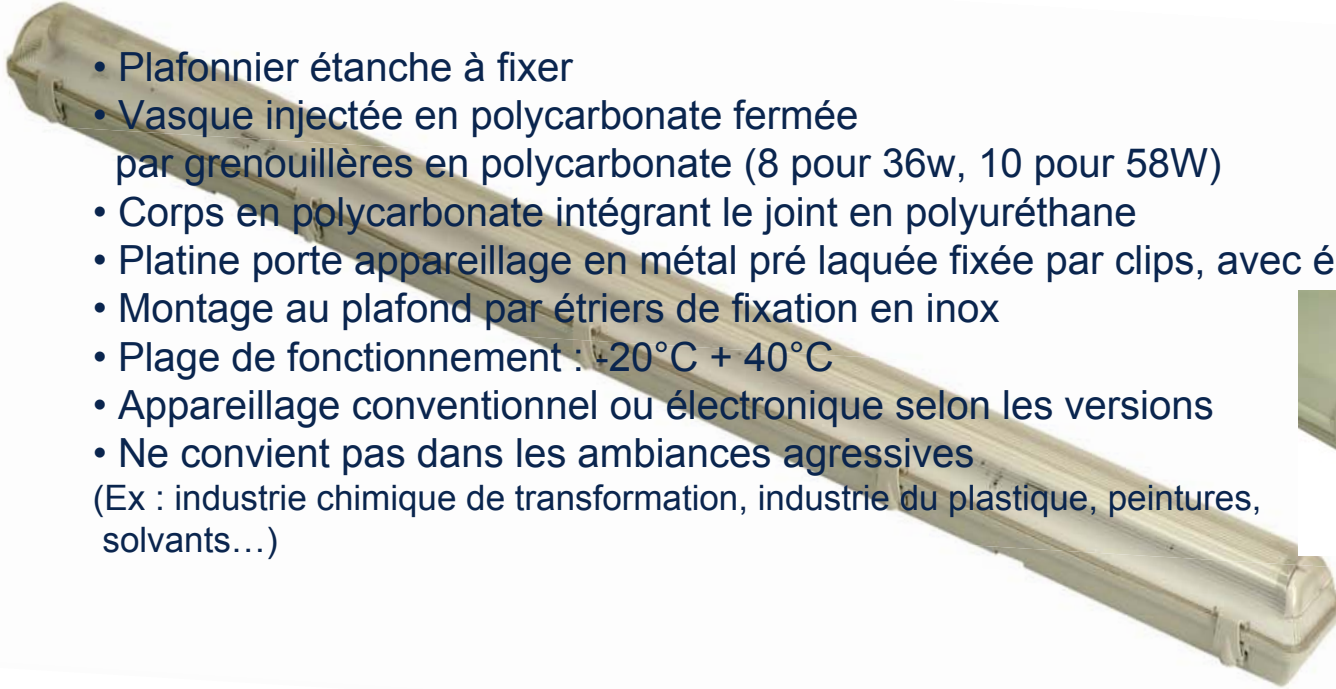 • Plafonnier étanche à fixer
• Vasque injectée en polycarbonate fermée
par grenouillères en polycarbonate (8 pour 36w, 10 pour 58W)
• Corps en polycarbonate intégrant le joint en polyuréthane
• Platine porte appareillage en métal pré laquée fixée par clips, avec é
• Montage au plafond par étriers de fixation en inox
• Plage de fonctionnement : -20°C + 40°C
• Appareillage conventionnel ou électronique selon les versions
• Ne convient pas dans les ambiances agressives
(Ex : industrie chimique de transformation, industrie du plastique, peintures,
solvants…)